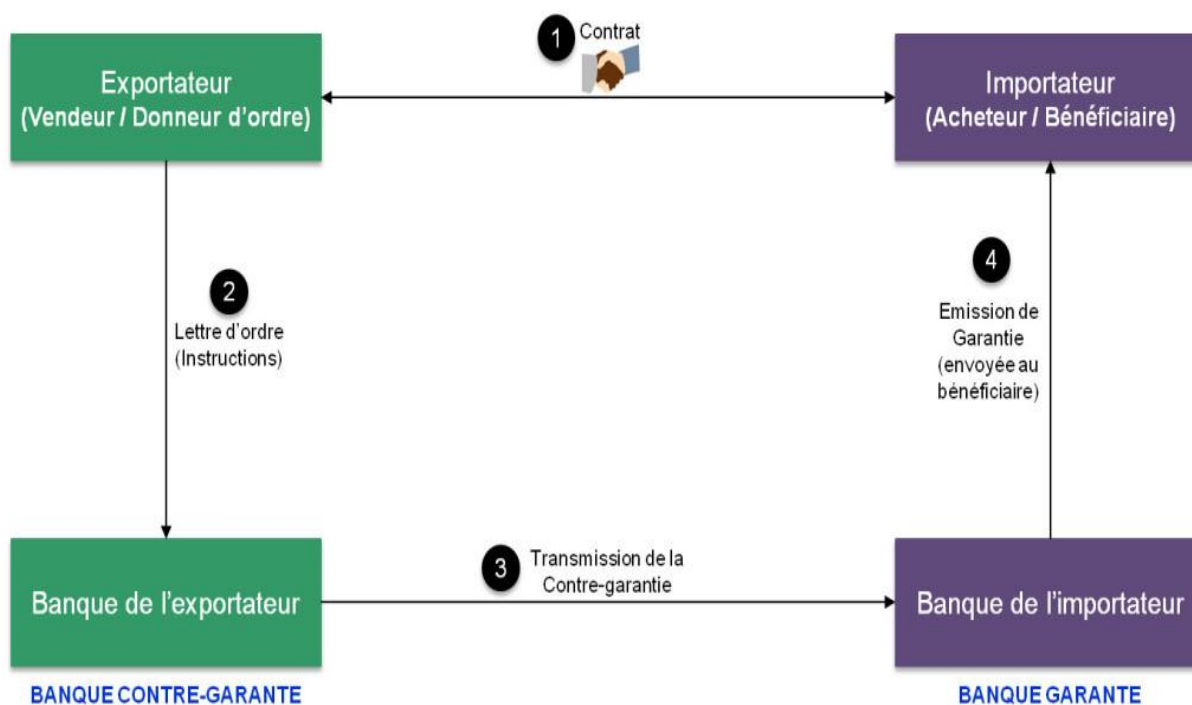 1 Contrat
Exportateur
(Vendeur / Donneur d'ordre)
Importateur
(Acheteur / Bénéficiaire)
2
Lettre d'ordre
(Instructions)
4
Emission de
Garantie
(envoyée au
bénéficiaire)
3 Transmission de la
Contre-garantie
Banque de l'exportateur
Banque de l'importateur
BANQUE CONTRE-GARANTE
BANQUE GARANTE